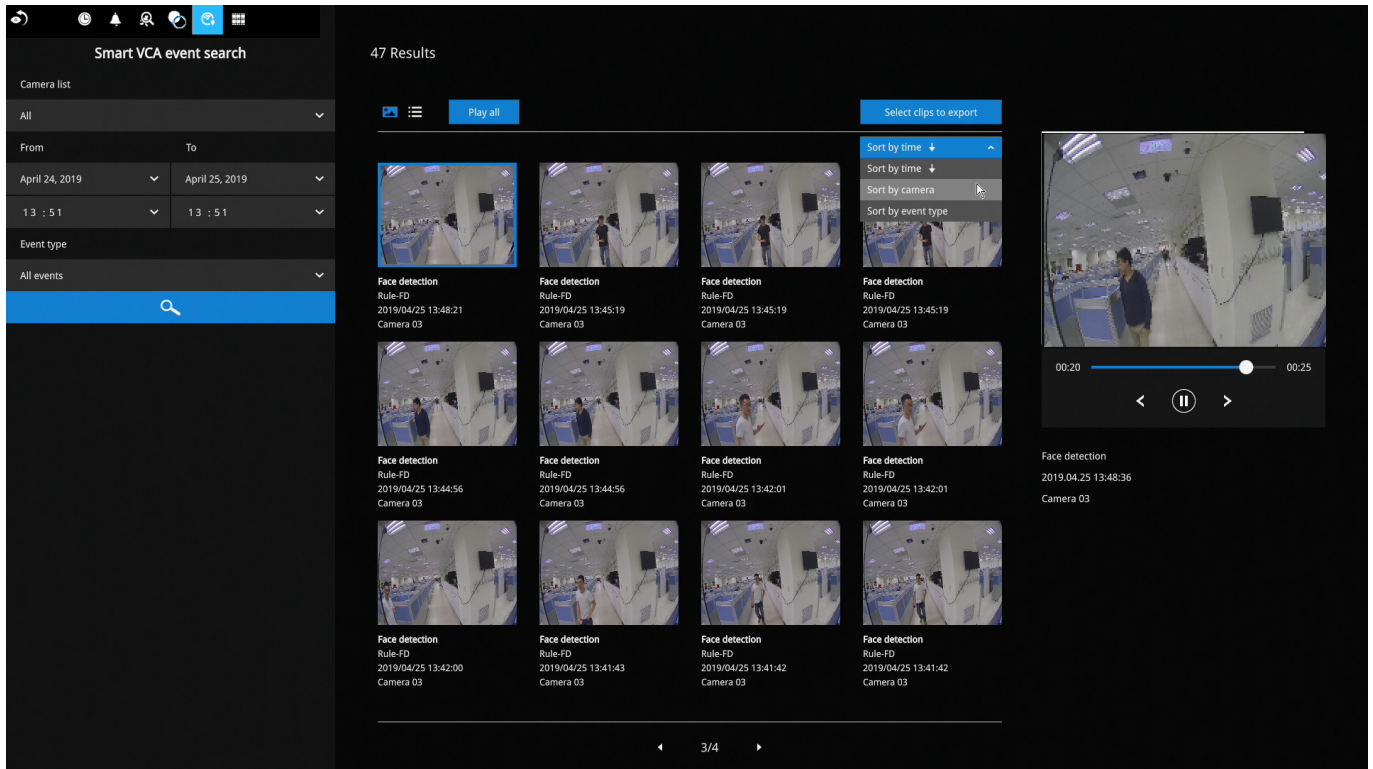 Smart VCA event search
Camera list
All
From To
April 24, 2019 April 25, 2019
13 : 51 13 : 51
Event type
All events
47 Results
Play all
Select clips to export
Sort by time
Sort by time
Sort by camera
Sort by event type
Face detection
Rule-FD
2019/04/25 13:48:21
Camera 03
Face detection
Rule-FD
2019/04/25 13:45:19
Camera 03
Face detection
Rule-FD
2019/04/25 13:45:19
Camera 03
Face detection
Rule-FD
2019/04/25 13:45:19
Camera 03
Face detection
Rule-FD
2019/04/25 13:44:56
Camera 03
Face detection
Rule-FD
2019/04/25 13:44:56
Camera 03
Face detection
Rule-FD
2019/04/25 13:42:01
Camera 03
Face detection
Rule-FD
2019/04/25 13:42:01
Camera 03
Face detection
Rule-FD
2019/04/25 13:42:00
Camera 03
Face detection
Rule-FD
2019/04/25 13:41:43
Camera 03
Face detection
Rule-FD
2019/04/25 13:41:42
Camera 03
Face detection
Rule-FD
2019/04/25 13:41:42
Camera 03
3/4
00:20 00:25
Face detection
2019.04.25 13:48:36
Camera 03